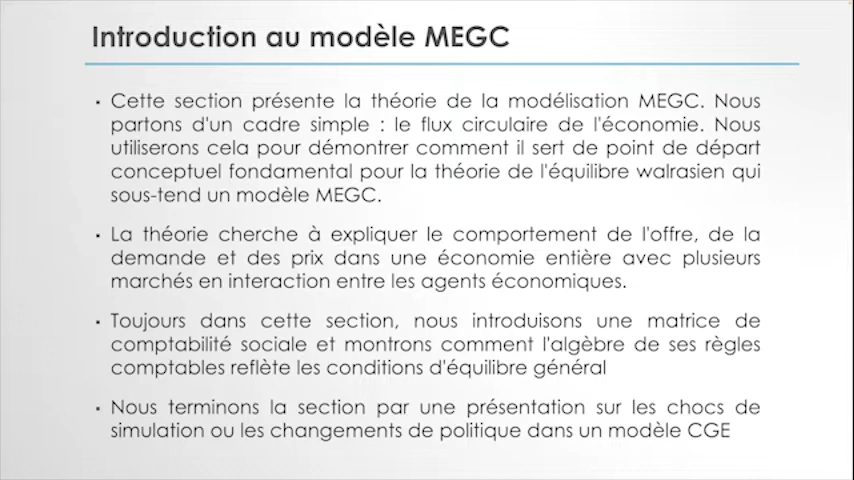 Introduction au modèle MEGC
▪ Cette section présente la théorie de la modélisation MEGC. Nous
partons d'un cadre simple : le flux circulaire de l'économie. Nous
utiliserons cela pour démontrer comment il sert de point de départ
conceptuel fondamental pour la théorie de l'équilibre walrasien qui
sous-tend un modèle MEGC.
▪ La théorie cherche à expliquer le comportement de l'offre, de la
demande et des prix dans une économie entière avec plusieurs
marchés en interaction entre les agents économiques.
▪ Toujours dans cette section, nous introduisons une matrice de
comptabilité sociale et montrons comment l'algèbre de ses règles
comptables reflète les conditions d'équilibre général
▪ Nous terminons la section par une présentation sur les chocs de
simulation ou les changements de politique dans un modèle CGE